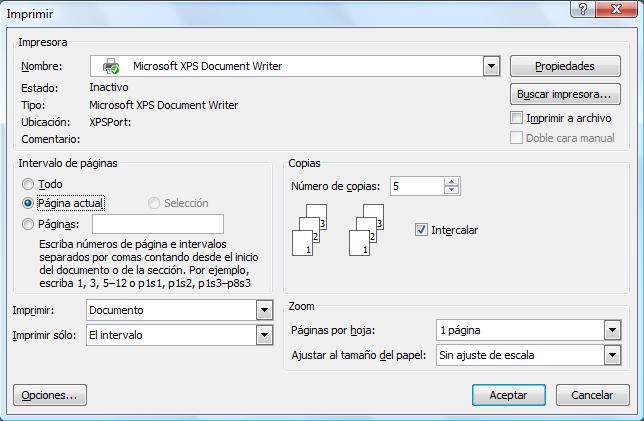 Imprimir
Impresora
Nombre: Microsoft XPS Document Writer Propiedades
Estado: Inactivo Buscar impresora...
Tipo: Microsoft XPS Document Writer
Ubicación: XPSPort: Imprimir a archivo
Comentario: Doble cara manual
Intervalo de páginas
Todo
Página actual Selección
Páginas:
Escriba números de página e intervalos
separados por comas contando desde el inicio
del documento o de la sección. Por ejemplo,
escriba 1, 3, 5–12 o p1s1, p1s2, p1s3–p8s3
Copias
Número de copias: 5
3 3
2 2
1 1
Intercalar
Imprimir: Documento
Imprimir sólo: El intervalo
Zoom
Páginas por hoja: 1 página
Ajustar al tamaño del papel: Sin ajuste de escala
Opciones... Aceptar Cancelar